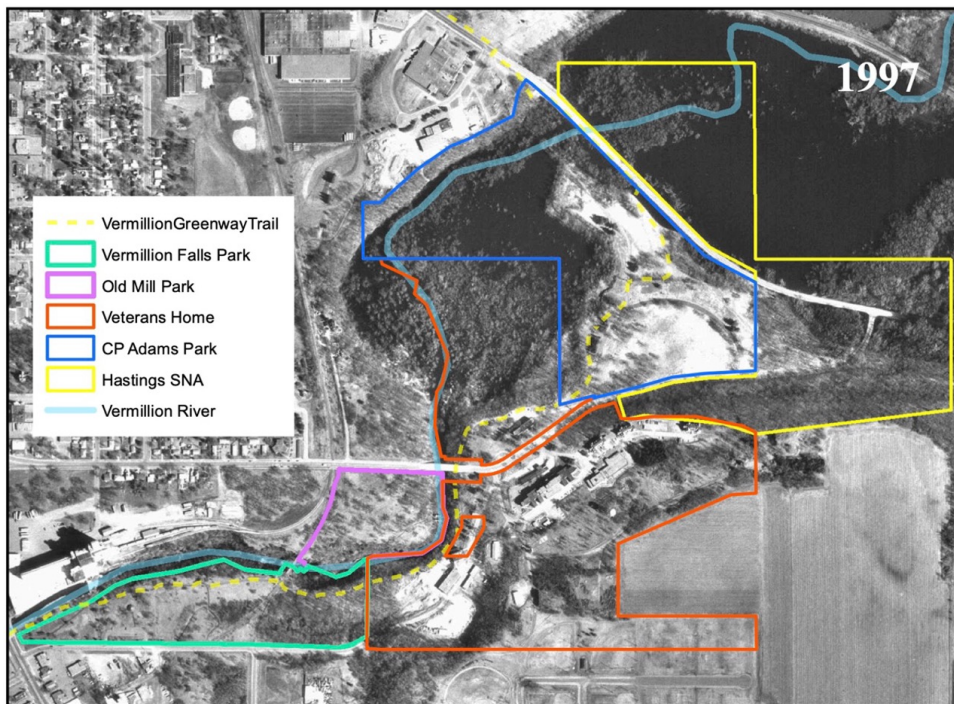 1997
VermillionGreenwayTrail
Vermillion Falls Park
Old Mill Park
Veterans Home
CP Adams Park
Hastings SNA
Vermillion River